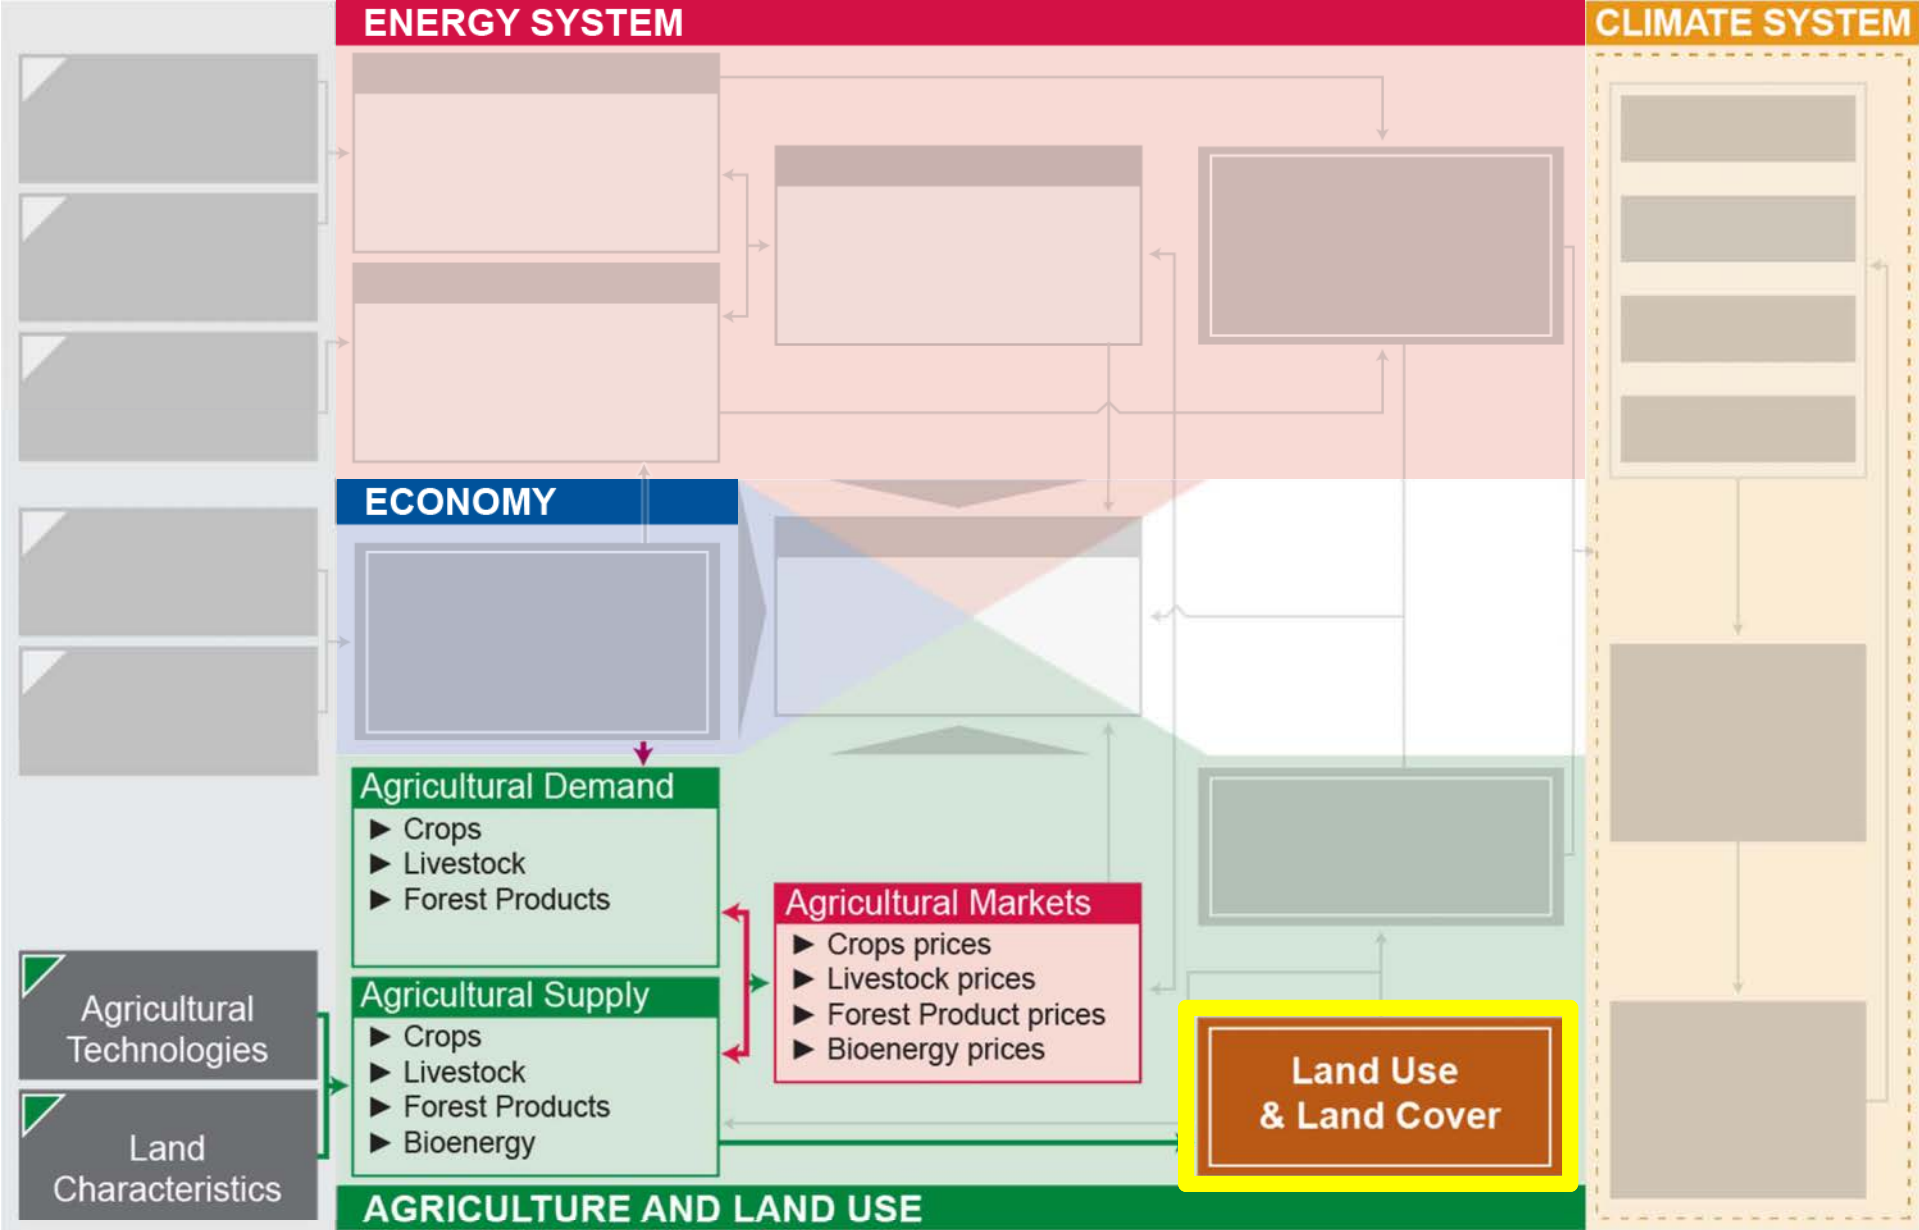 ENERGY SYSTEM
CLIMATE SYSTEM
ECONOMY
Agricultural Demand
► Crops
► Livestock
► Forest Products
Agricultural Supply
► Crops
► Livestock
► Forest Products
► Bioenergy
Agricultural Markets
► Crops prices
► Livestock prices
► Forest Product prices
► Bioenergy prices
Agricultural
Technologies
Land
Characteristics
Land Use
& Land Cover
AGRICULTURE AND LAND USE